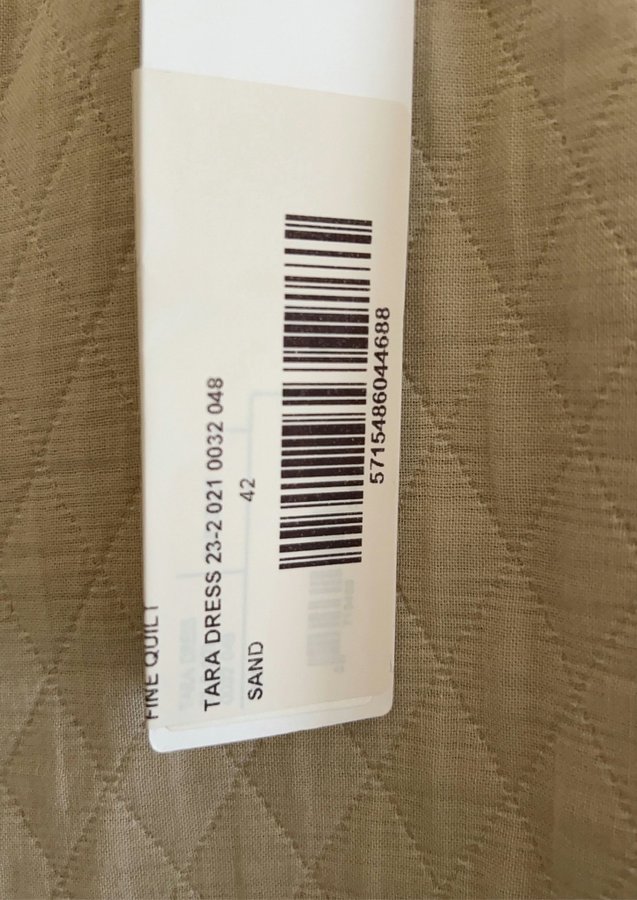 FINE QUILT
TARA DRESS 23-2 021 0032 048
42
SAND
5715486044688